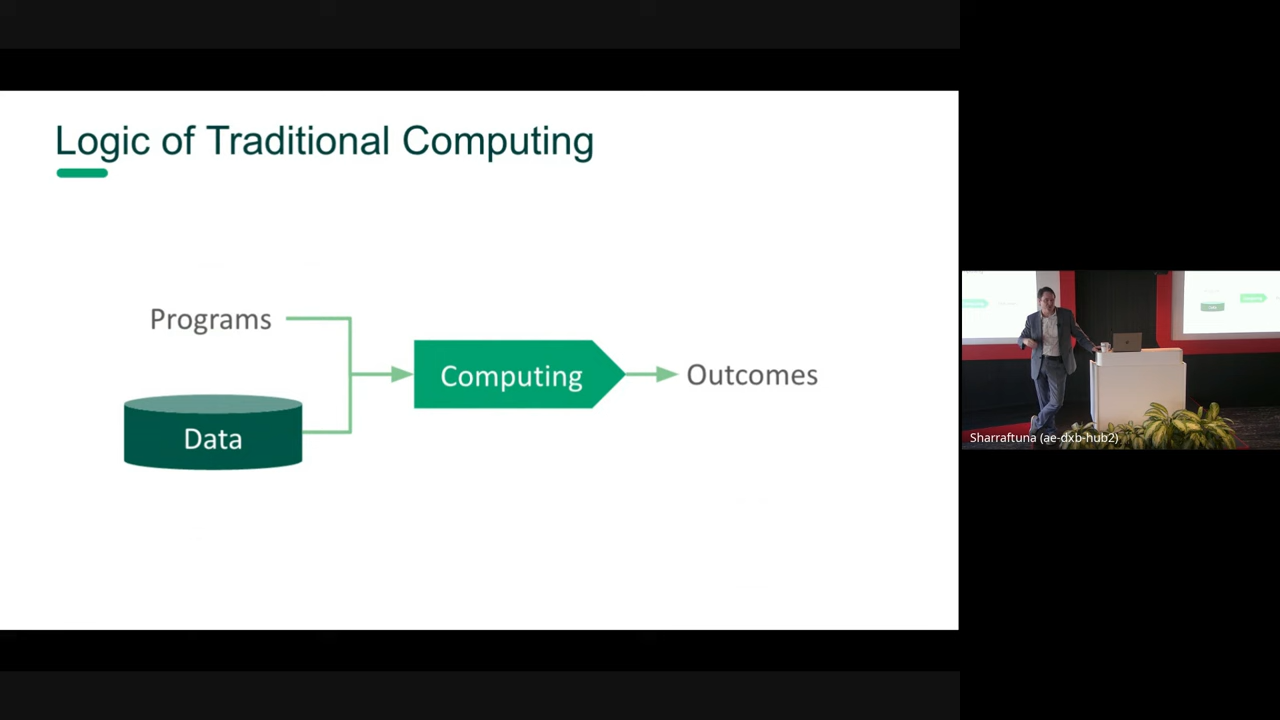 Logic of Traditional Computing
Programs
Data
Computing
Outcomes
Sharraftuna (ae-dxb-hub2)